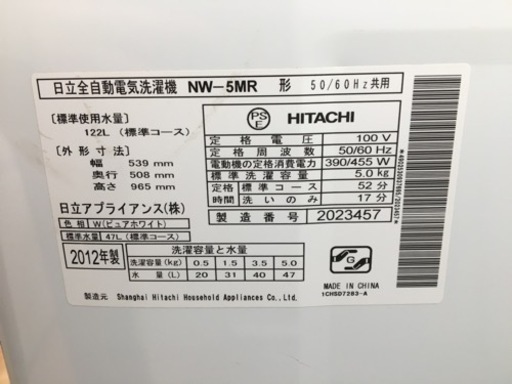 日立全自動電気洗濯機 NW-5MR 形 50/60Hz共用
〔標準使用水量〕
122L（標準コース）
〔外形寸法〕
幅 539 mm
奥行 508 mm
高さ 965 mm
日立アプライアンス(株)
色相 W(ピュアホワイト)
標準水量 47L（標準コース）
2012年製
洗濯容量と水量
洗濯容量(kg) 0.5 1.5 3.5 5.0
水量(L) 20 31 40 47
製造元 Shanghai Hitachi Household Appliances Co., Ltd.
PSE HITACHI
定格電圧 100 V
定格周波数 50/60 Hz
電動機の定格消費電力 390/455 W
標準洗濯容量 5.0 kg
定格時間 標準コース 52 分
洗いのみ 17 分
製造番号 2023457
G
MADE IN CHINA
1CHSD7283-A